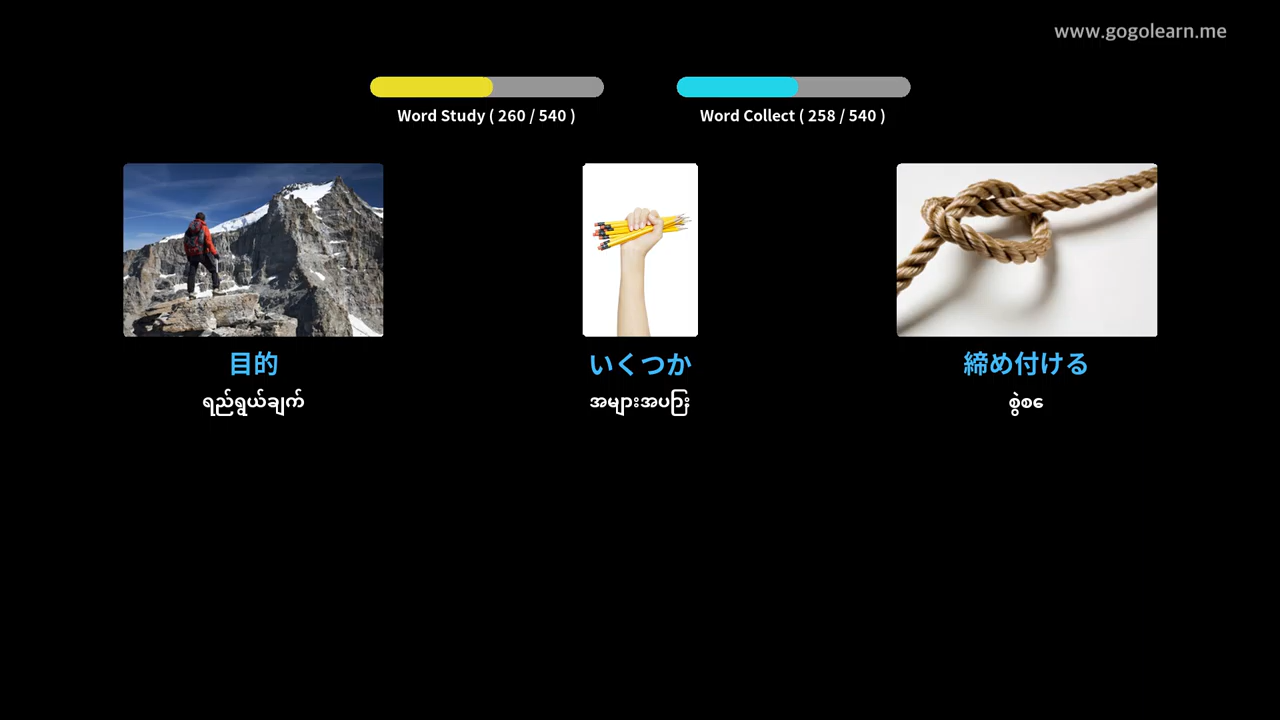 www.gogolearn.me
Word Study ( 260 / 540 )
Word Collect ( 258 / 540 )
目的
いくつか
締め付ける
ရည်ရွယ်ချက်
အများအပြား
စွဲစေ